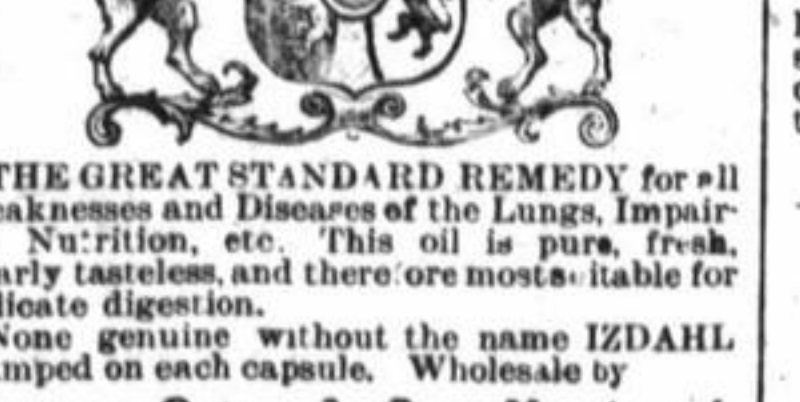 THE GREAT STANDARD REMEDY for all
eaknesses and Diseases of the Lungs, Impair-
Nutrition, etc. This oil is pure, fresh,
arly tasteless, and therefore most suitable for
licate digestion.
None genuine without the name IZDAHL
mped on each capsule. Wholesale by